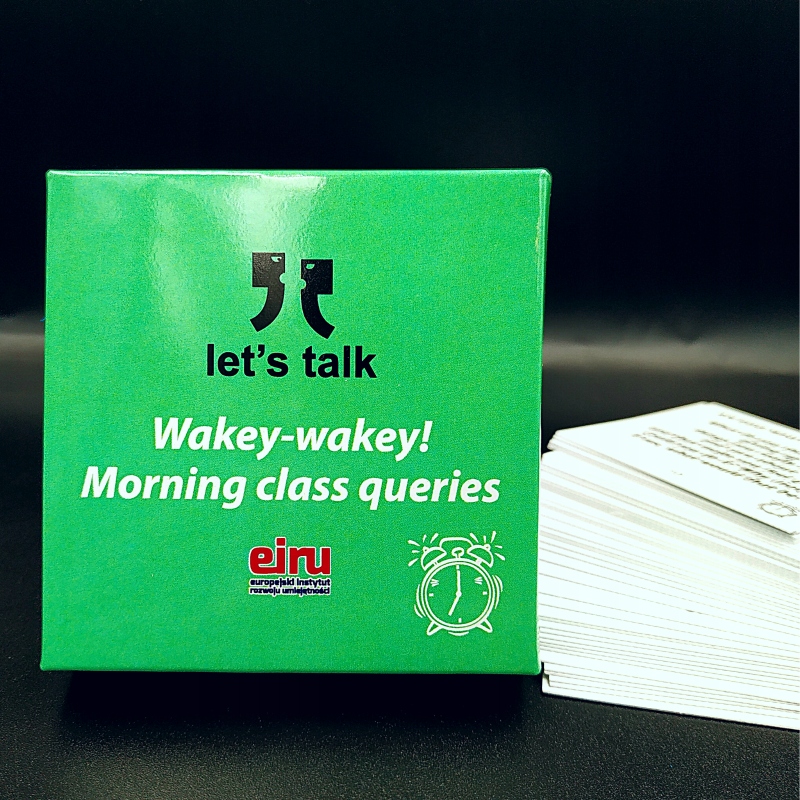 let's talk
Wakey-wakey!
Morning class queries
eiru
europejski instytut
rozwoju umiejętności